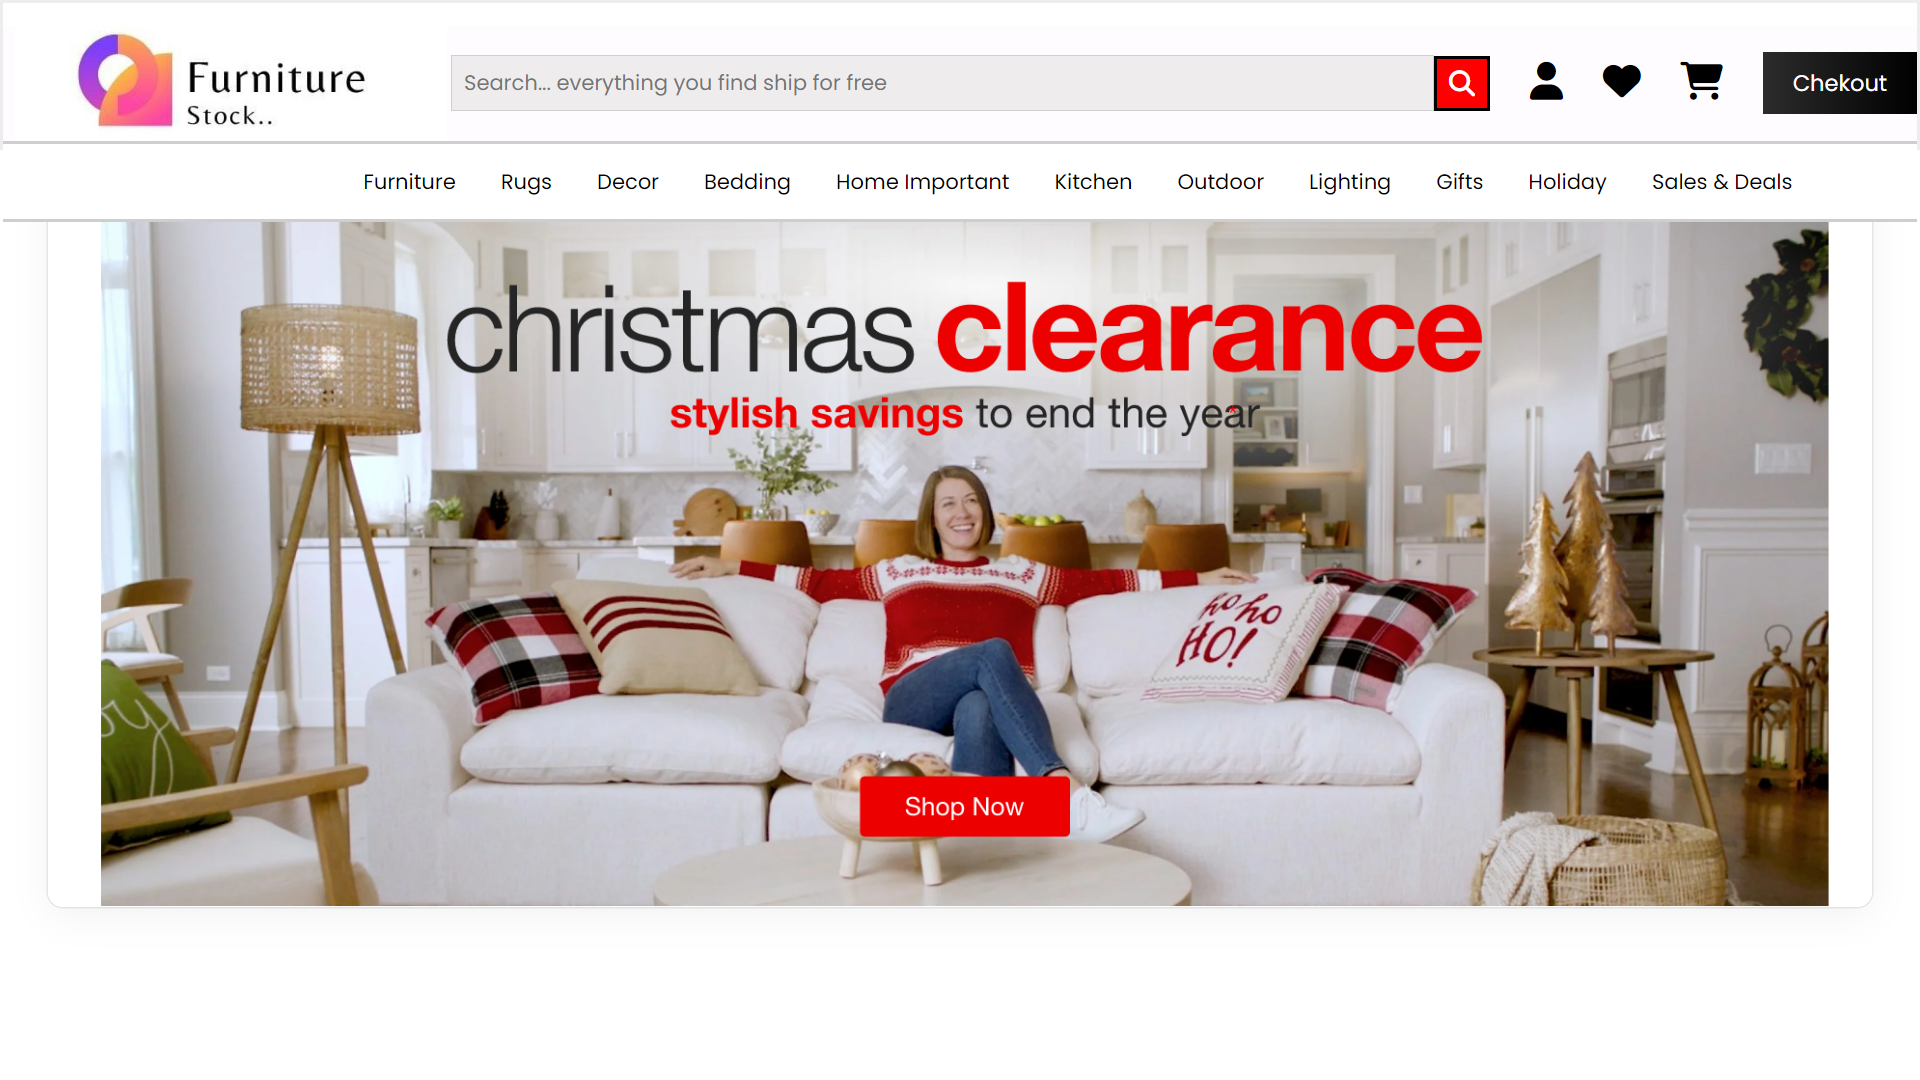 Furniture
Stock..
Search... everything you find ship for free
Chekout
Furniture Rugs Decor Bedding Home Important Kitchen Outdoor Lighting Gifts Holiday Sales & Deals
christmas clearance
stylish savings to end the year
ho ho
HO!
Shop Now